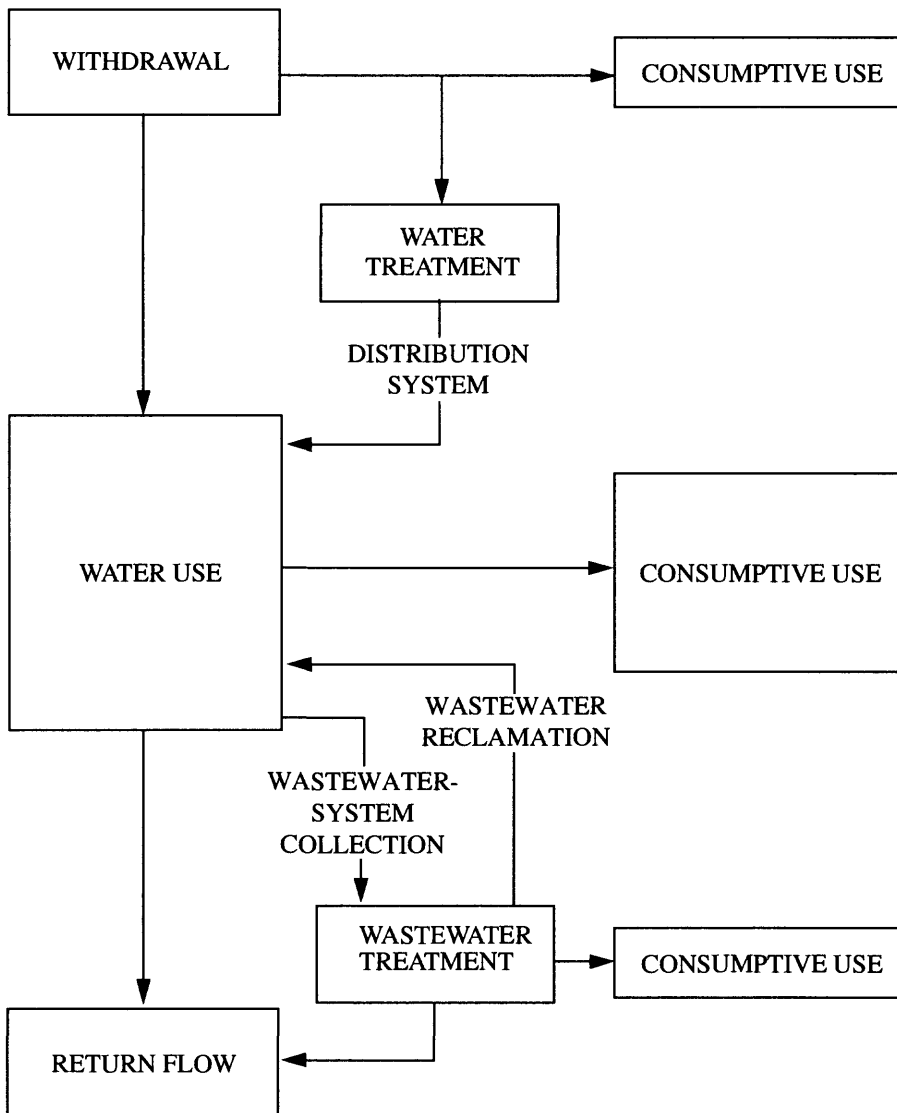 WITHDRAWAL
CONSUMPTIVE USE
WATER
TREATMENT
DISTRIBUTION
SYSTEM
WATER USE
CONSUMPTIVE USE
WASTEWATER
RECLAMATION
WASTEWATER-
SYSTEM
COLLECTION
WASTEWATER
TREATMENT
CONSUMPTIVE USE
RETURN FLOW